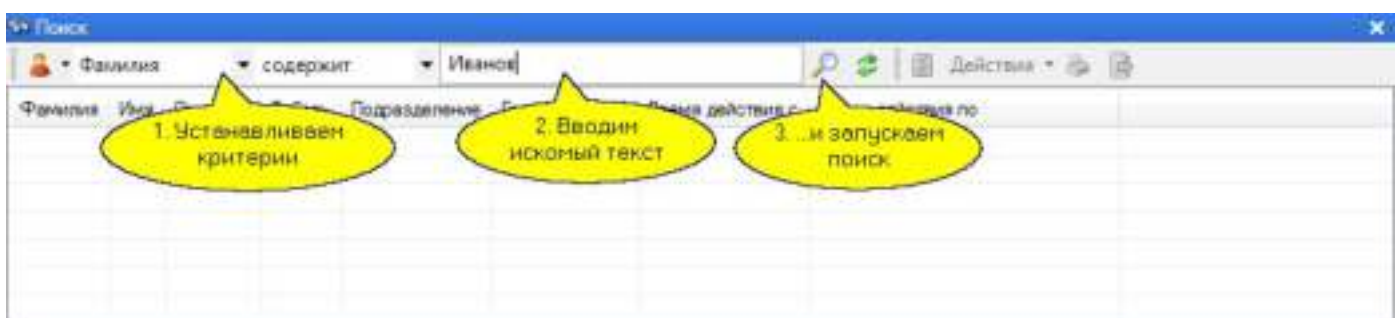 Поиск
Фамилия содержит Иванов Действия
Фамилия Имя Подразделение Время действия с действия по
1. Устанавливаем
критерии
2. Вводим
искомый текст
3. ...и запускаем
поиск